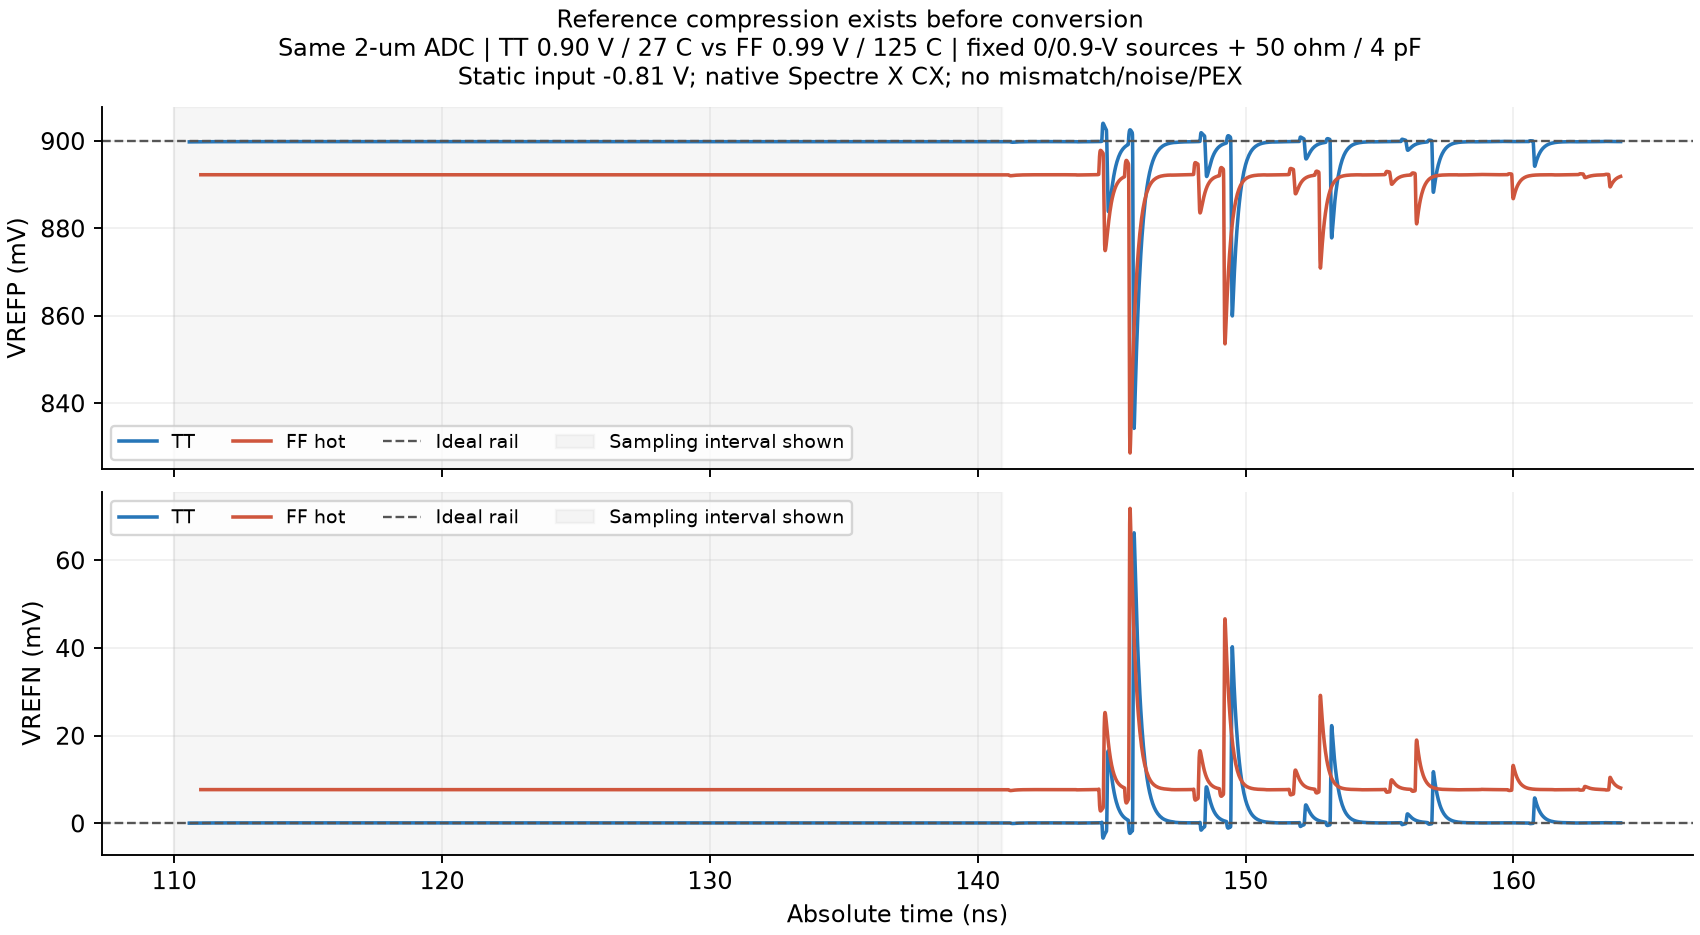 Reference compression exists before conversion
Same 2-um ADC | TT 0.90 V / 27 C vs FF 0.99 V / 125 C | fixed 0/0.9-V sources + 50 ohm / 4 pF
Static input -0.81 V; native Spectre X CX; no mismatch/noise/PEX
VREFP (mV)
900
880
860
840
TT
FF hot
Ideal rail
Sampling interval shown
VREFN (mV)
TT
FF hot
Ideal rail
Sampling interval shown
60
40
20
0
110
120
130
140
150
160
Absolute time (ns)